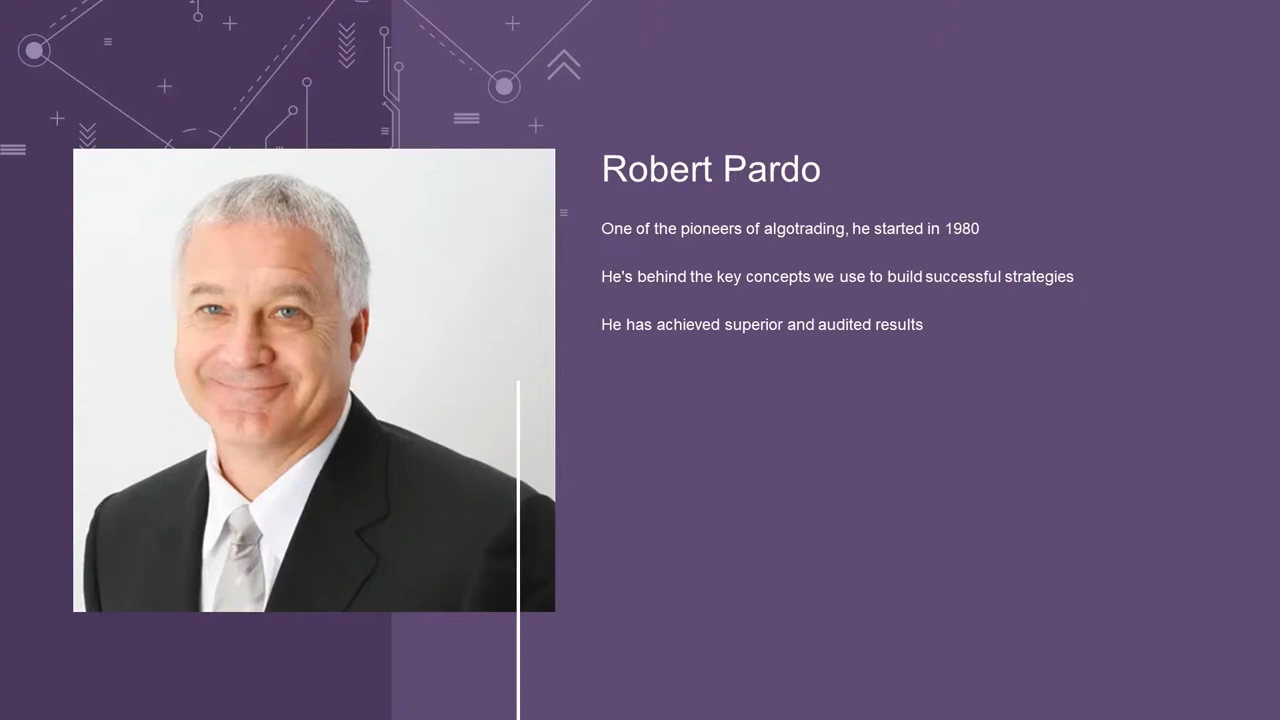 Robert Pardo
One of the pioneers of algotrading, he started in 1980
He's behind the key concepts we use to build successful strategies
He has achieved superior and audited results